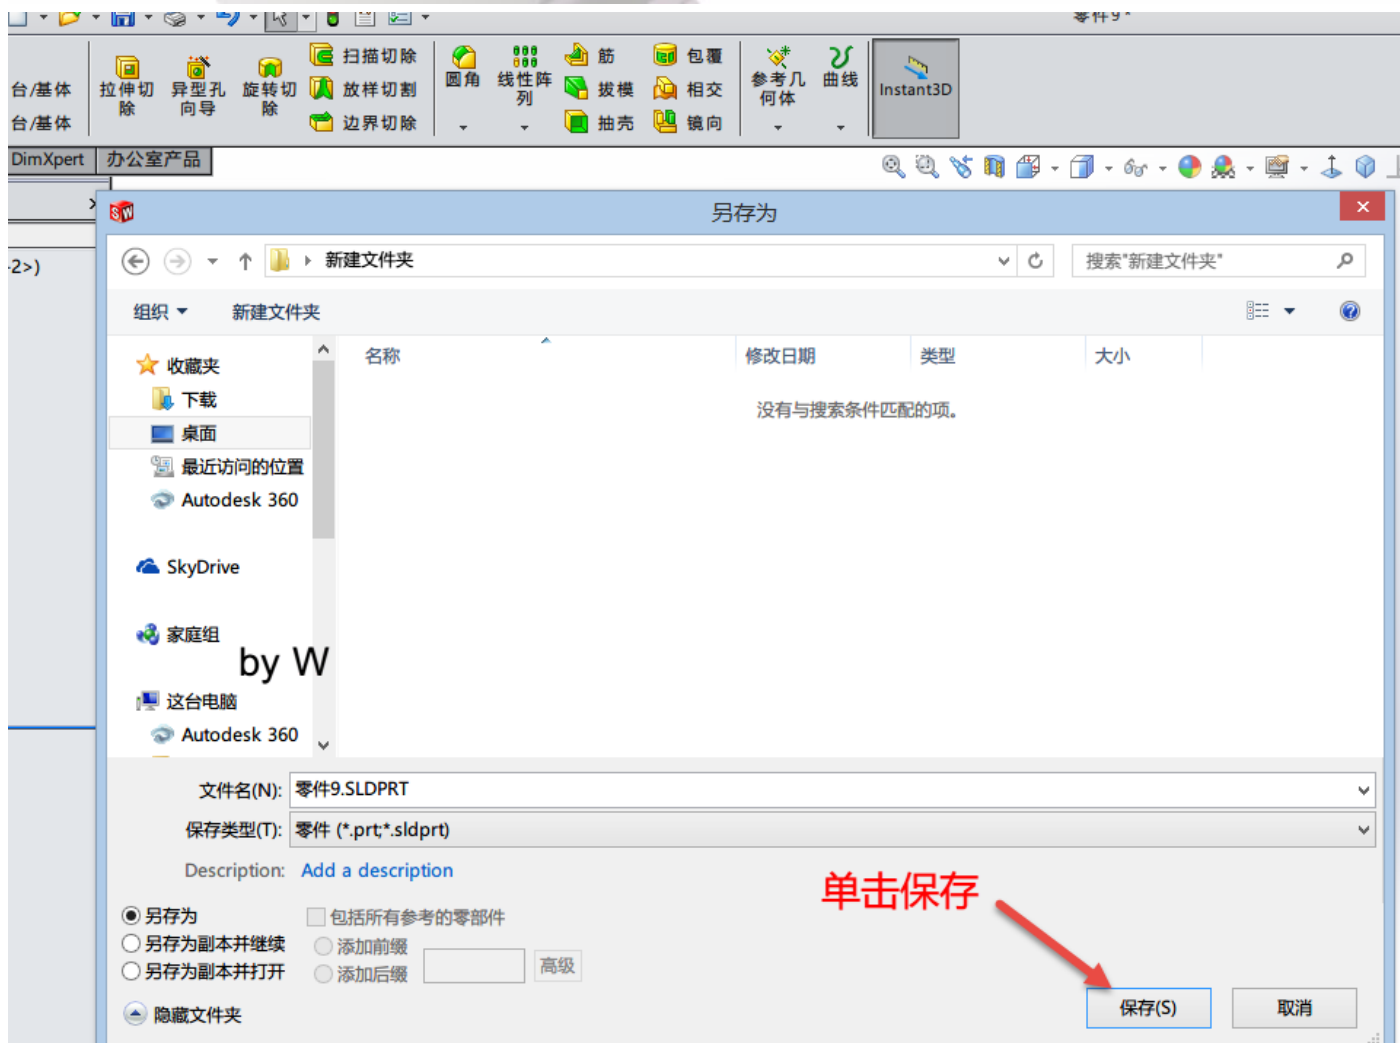 零件9 *
扫描切除
筋
包覆
台/基体
拉伸切除
异型孔向导
旋转切除
放样切割
圆角
线性阵列
拔模
相交
参考几何体
曲线
Instant3D
台/基体
边界切除
抽壳
镜向
DimXpert
办公室产品
SW
另存为
-2>)
新建文件夹
搜索"新建文件夹"
组织
新建文件夹
名称
修改日期
类型
大小
没有与搜索条件匹配的项。
收藏夹
下载
桌面
最近访问的位置
Autodesk 360
SkyDrive
家庭组
by W
这台电脑
Autodesk 360
文件名(N): 零件9.SLDPRT
保存类型(T): 零件 (*.prt;*.sldprt)
Description: Add a description
单击保存
另存为
包括所有参考的零部件
另存为副本并继续
添加前缀
另存为副本并打开
添加后缀
高级
隐藏文件夹
保存(S)
取消